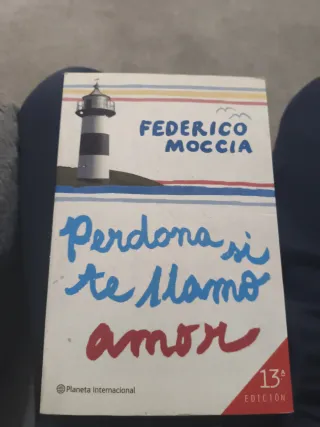 FEDERICO
MOCCIA
Perdona si
te llamo
amor
Planeta Internacional
13ª
EDICIÓN